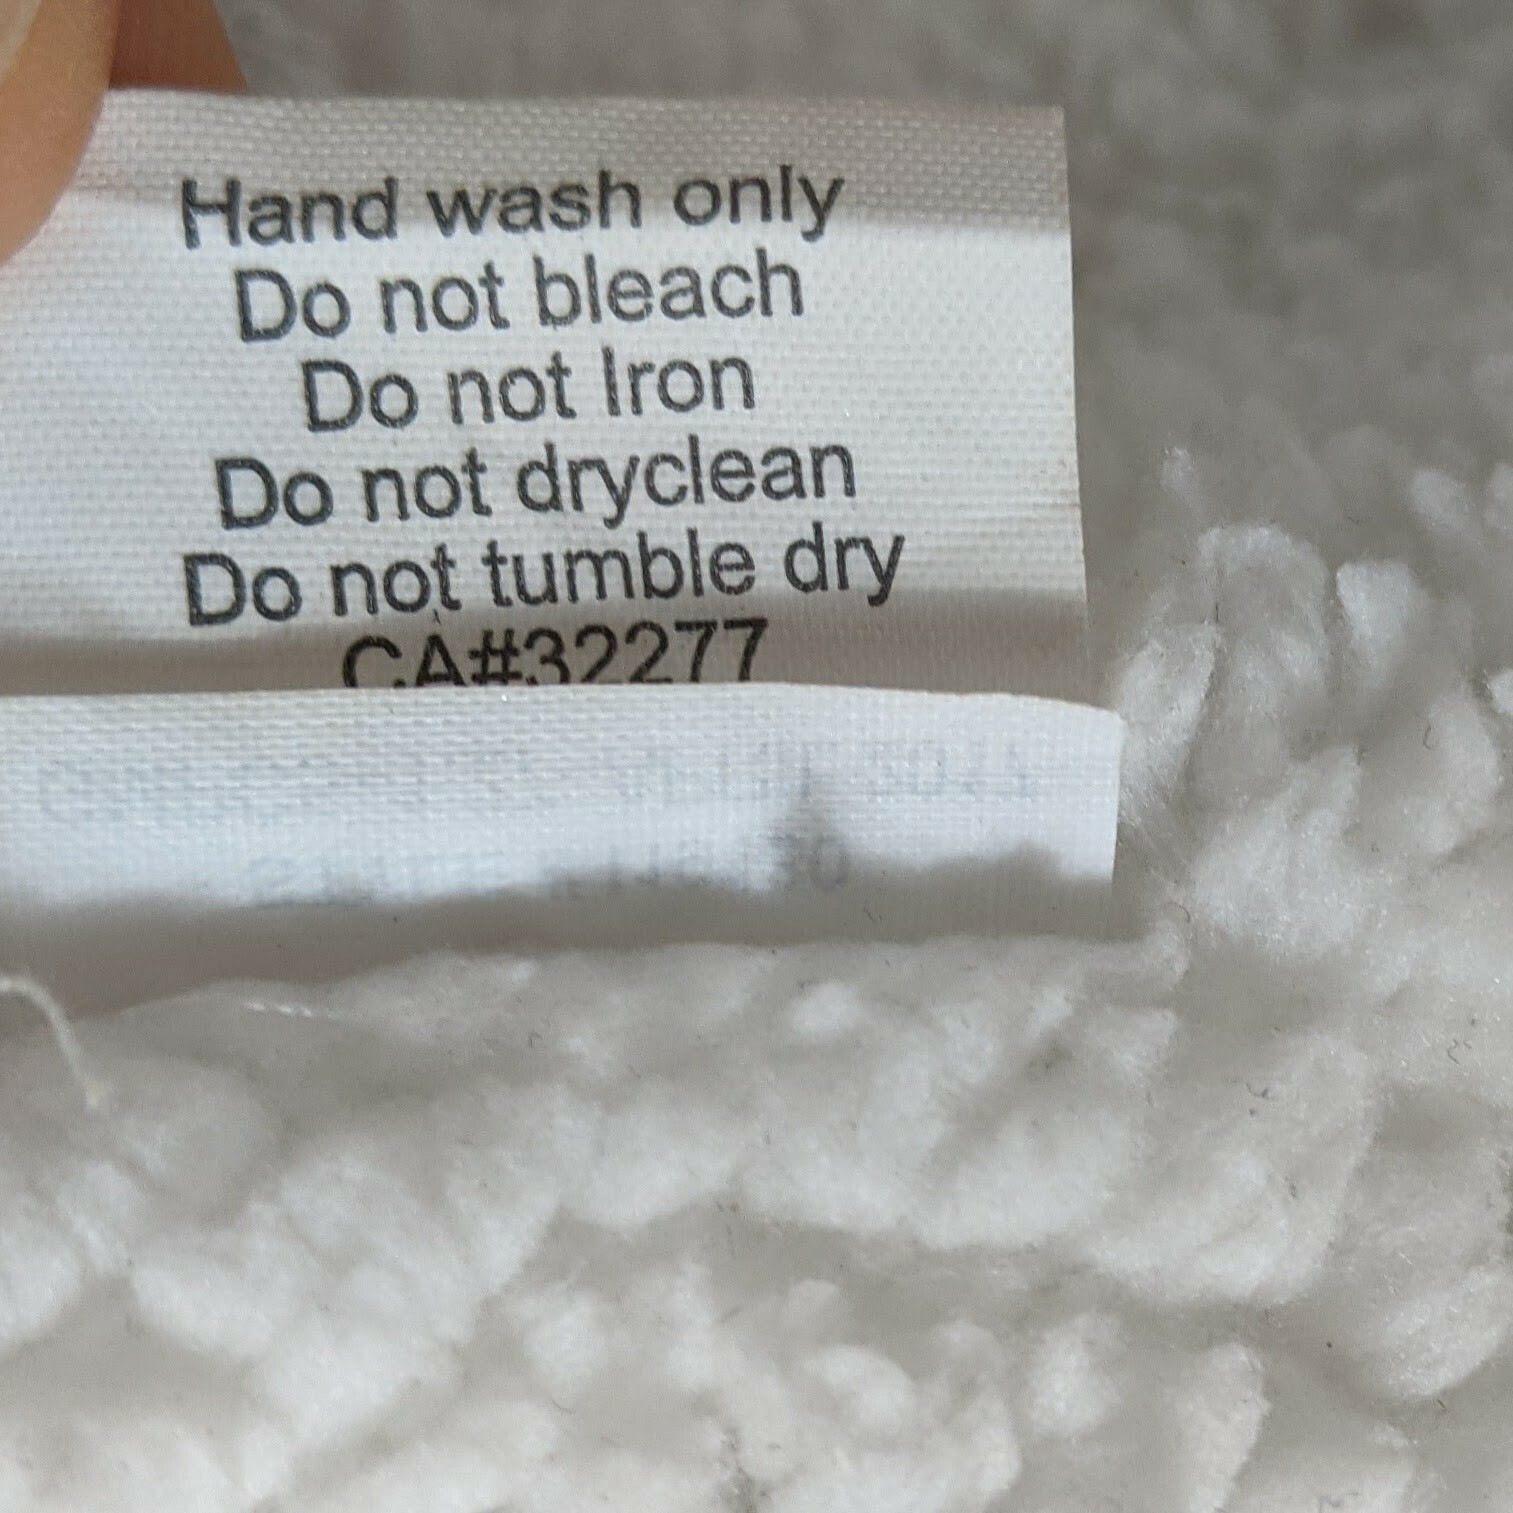 Hand wash only
Do not bleach
Do not Iron
Do not dryclean
Do not tumble dry
CA#32277